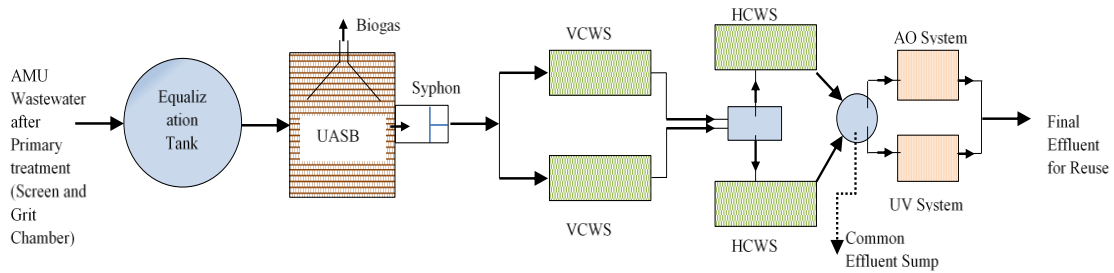 AMU
Wastewater
after
Primary
treatment
(Screen and
Grit
Chamber)
Equaliz
ation
Tank
Biogas
UASB
Syphon
VCWS
VCWS
HCWS
HCWS
AO System
UV System
Common
Effluent Sump
Final
Effluent
for Reuse